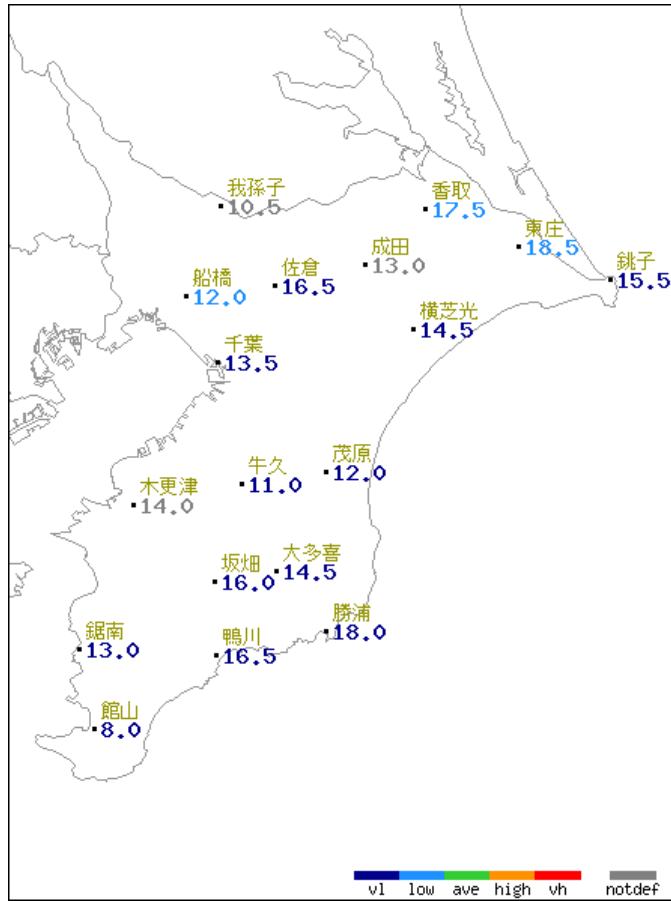 我孫子
10.5
香取
17.5
東庄
18.5
成田
13.0
銚子
15.5
船橋
12.0
佐倉
16.5
横芝光
14.5
千葉
13.5
茂原
12.0
牛久
11.0
木更津
14.0
大多喜
14.5
坂畑
16.0
勝浦
18.0
鋸南
13.0
鴨川
16.5
館山
8.0
vl low ave high vh notdef